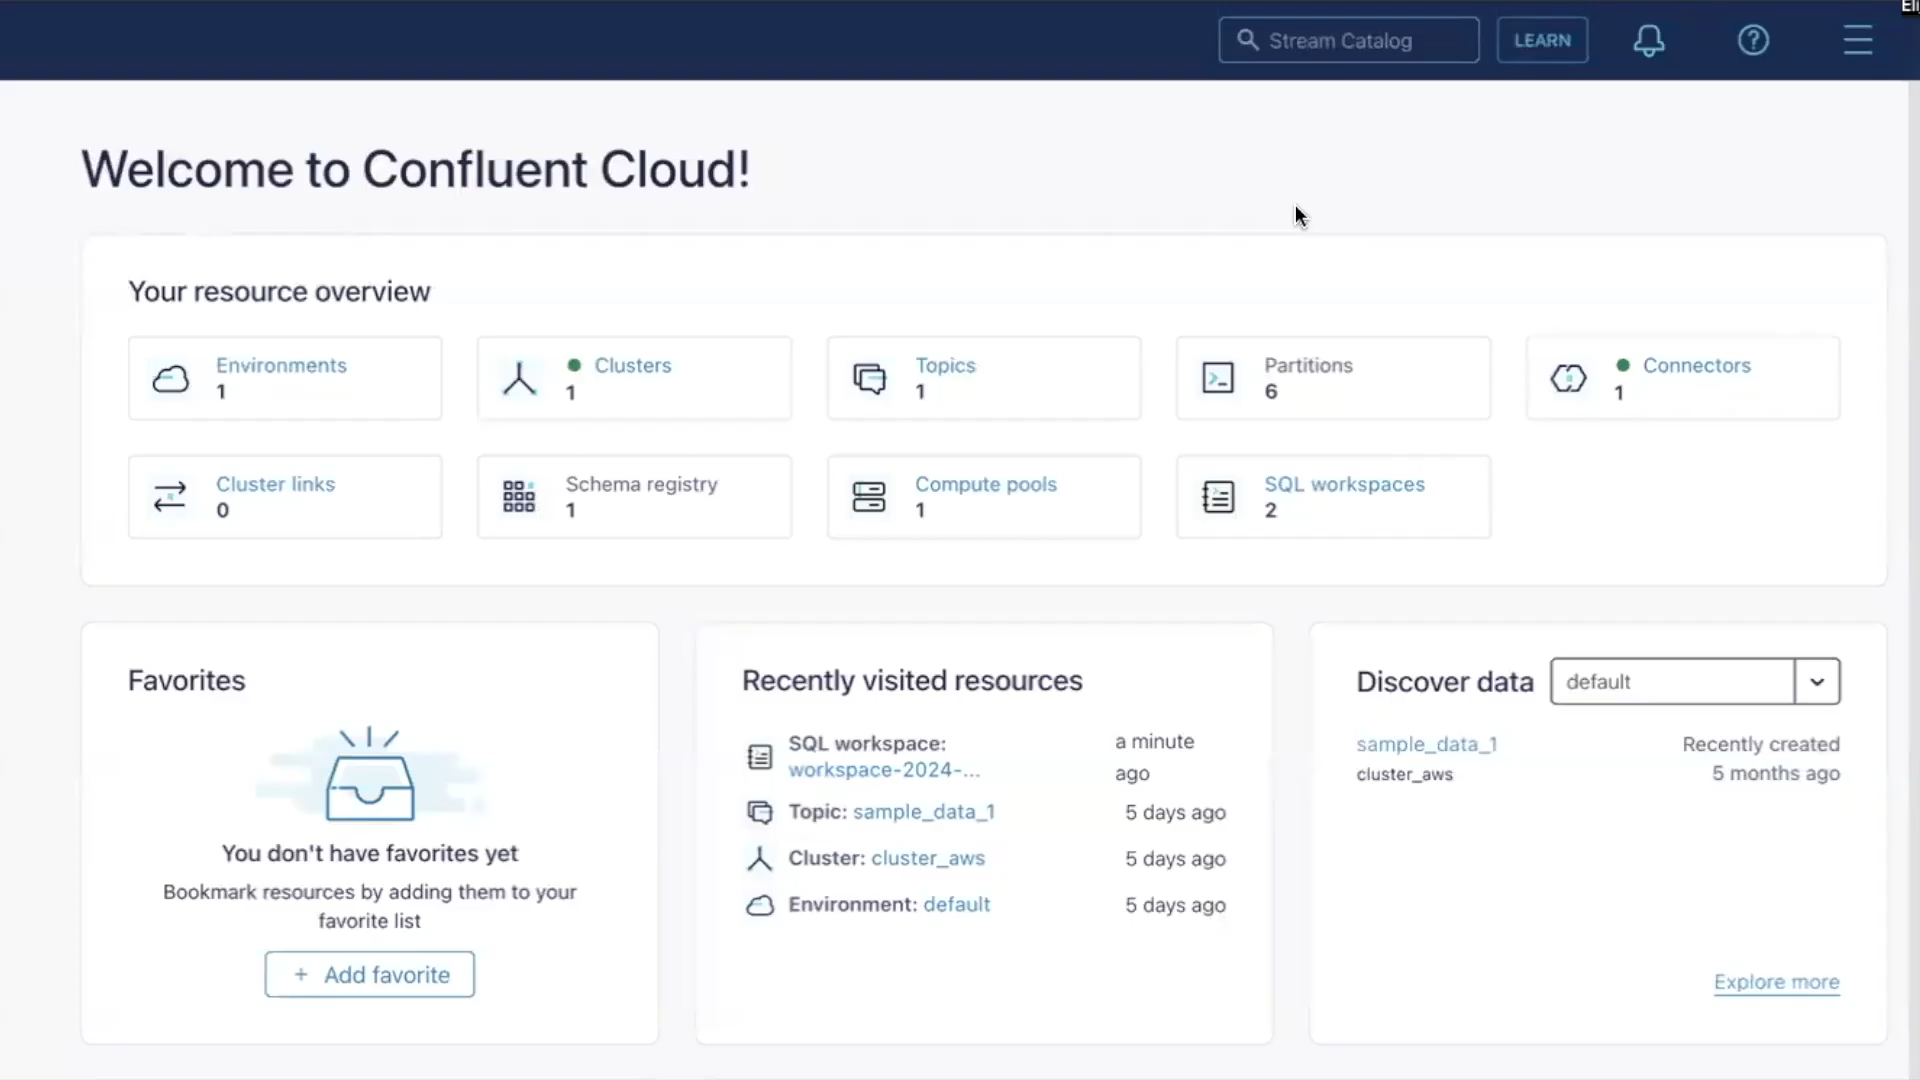 Eli
Stream Catalog
LEARN
Welcome to Confluent Cloud!
Your resource overview
Environments
1
Clusters
1
Topics
1
Partitions
6
Connectors
1
Cluster links
0
Schema registry
1
Compute pools
1
SQL workspaces
2
Favorites
You don't have favorites yet
Bookmark resources by adding them to your
favorite list
+ Add favorite
Recently visited resources
SQL workspace:
workspace-2024-...
a minute
ago
Topic: sample_data_1
5 days ago
Cluster: cluster_aws
5 days ago
Environment: default
5 days ago
Discover data
default
sample_data_1
cluster_aws
Recently created
5 months ago
Explore more